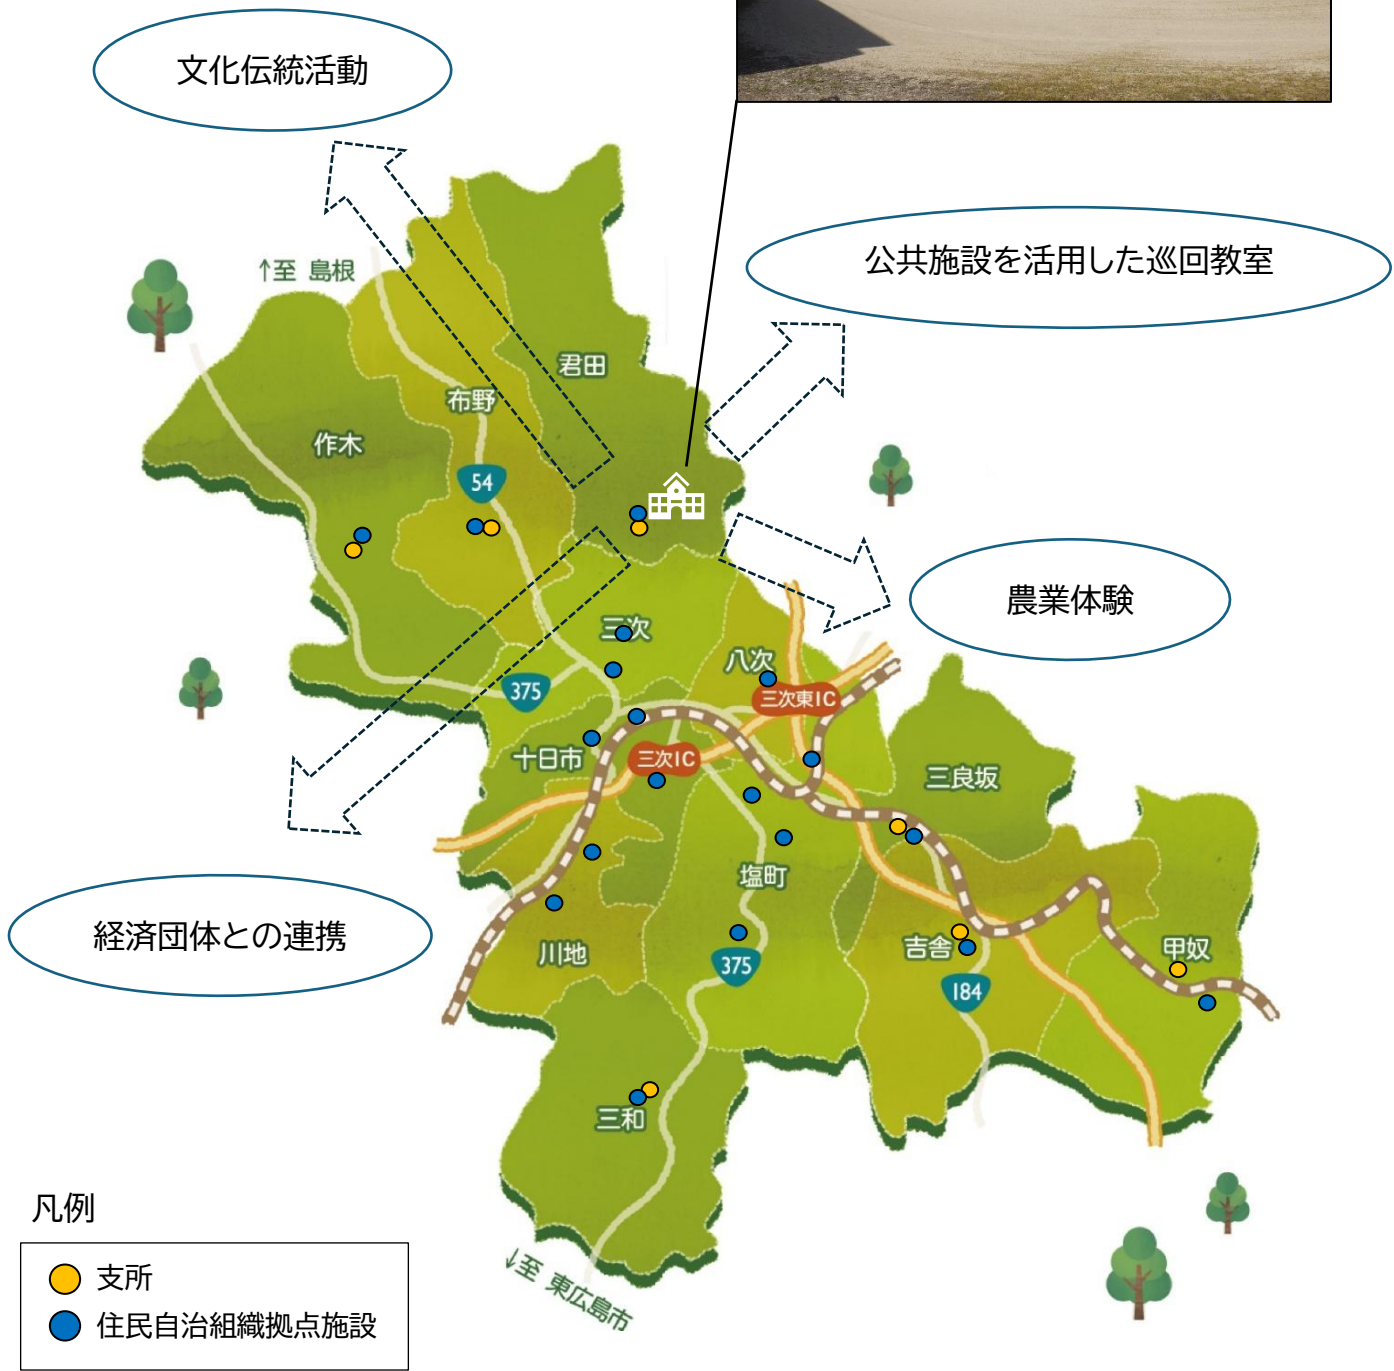 文化伝統活動
公共施設を活用した巡回教室
↑至 島根
君田
布野
作木
54
農業体験
三次
八次
375
三次東IC
十日市
三次IC
三良坂
塩町
経済団体との連携
川地
375
吉舎
甲奴
184
三和
凡例
↓至 東広島市
支所
住民自治組織拠点施設